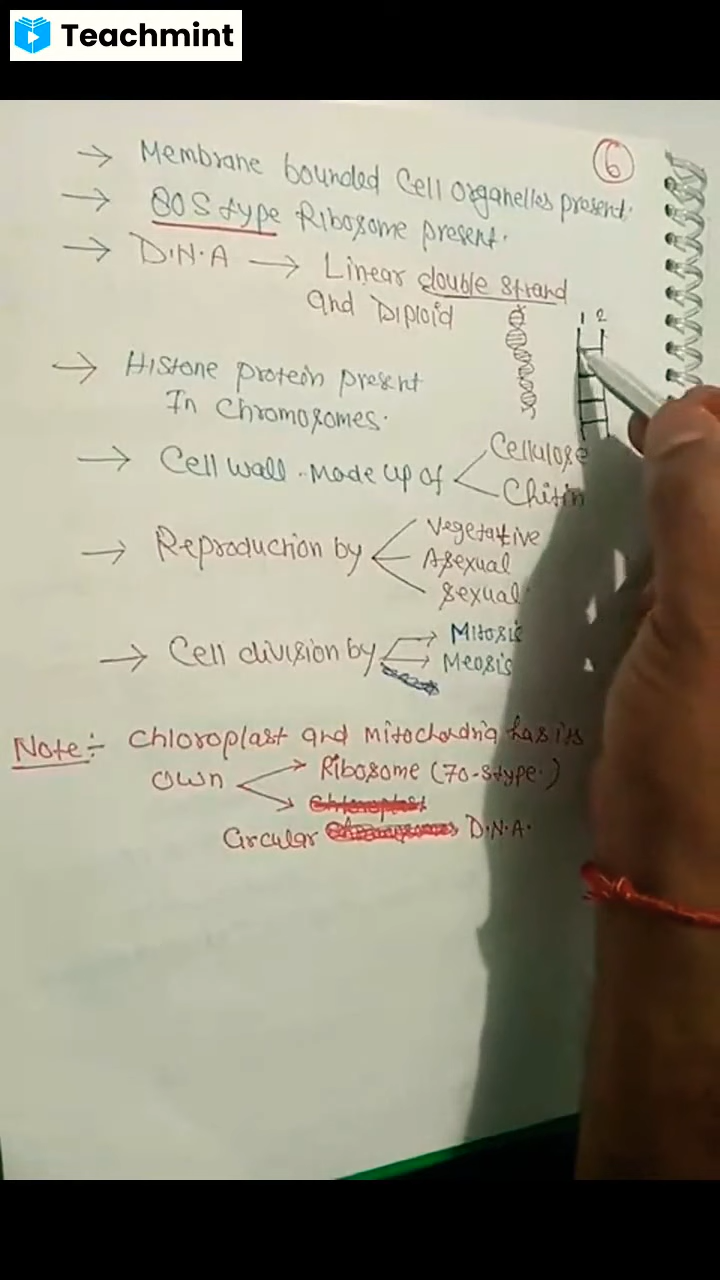 Teachmint
6
→ Membrane bounded Cell organelles present.
→ 80S type Ribosome present.
→ D.N.A → Linear double strand
and Diploid
1 2
→ Histone protein present
In Chromosomes.
→ Cell wall - Made up of Cellulose
Chitin
→ Reproduction by Vegetative
Asexual
Sexual
→ Cell division by → Mitosis
→ Meosis
Note:- Chloroplast and Mitochondria has its
own → Ribosome (70-stype.)
→ Circular D.N.A.